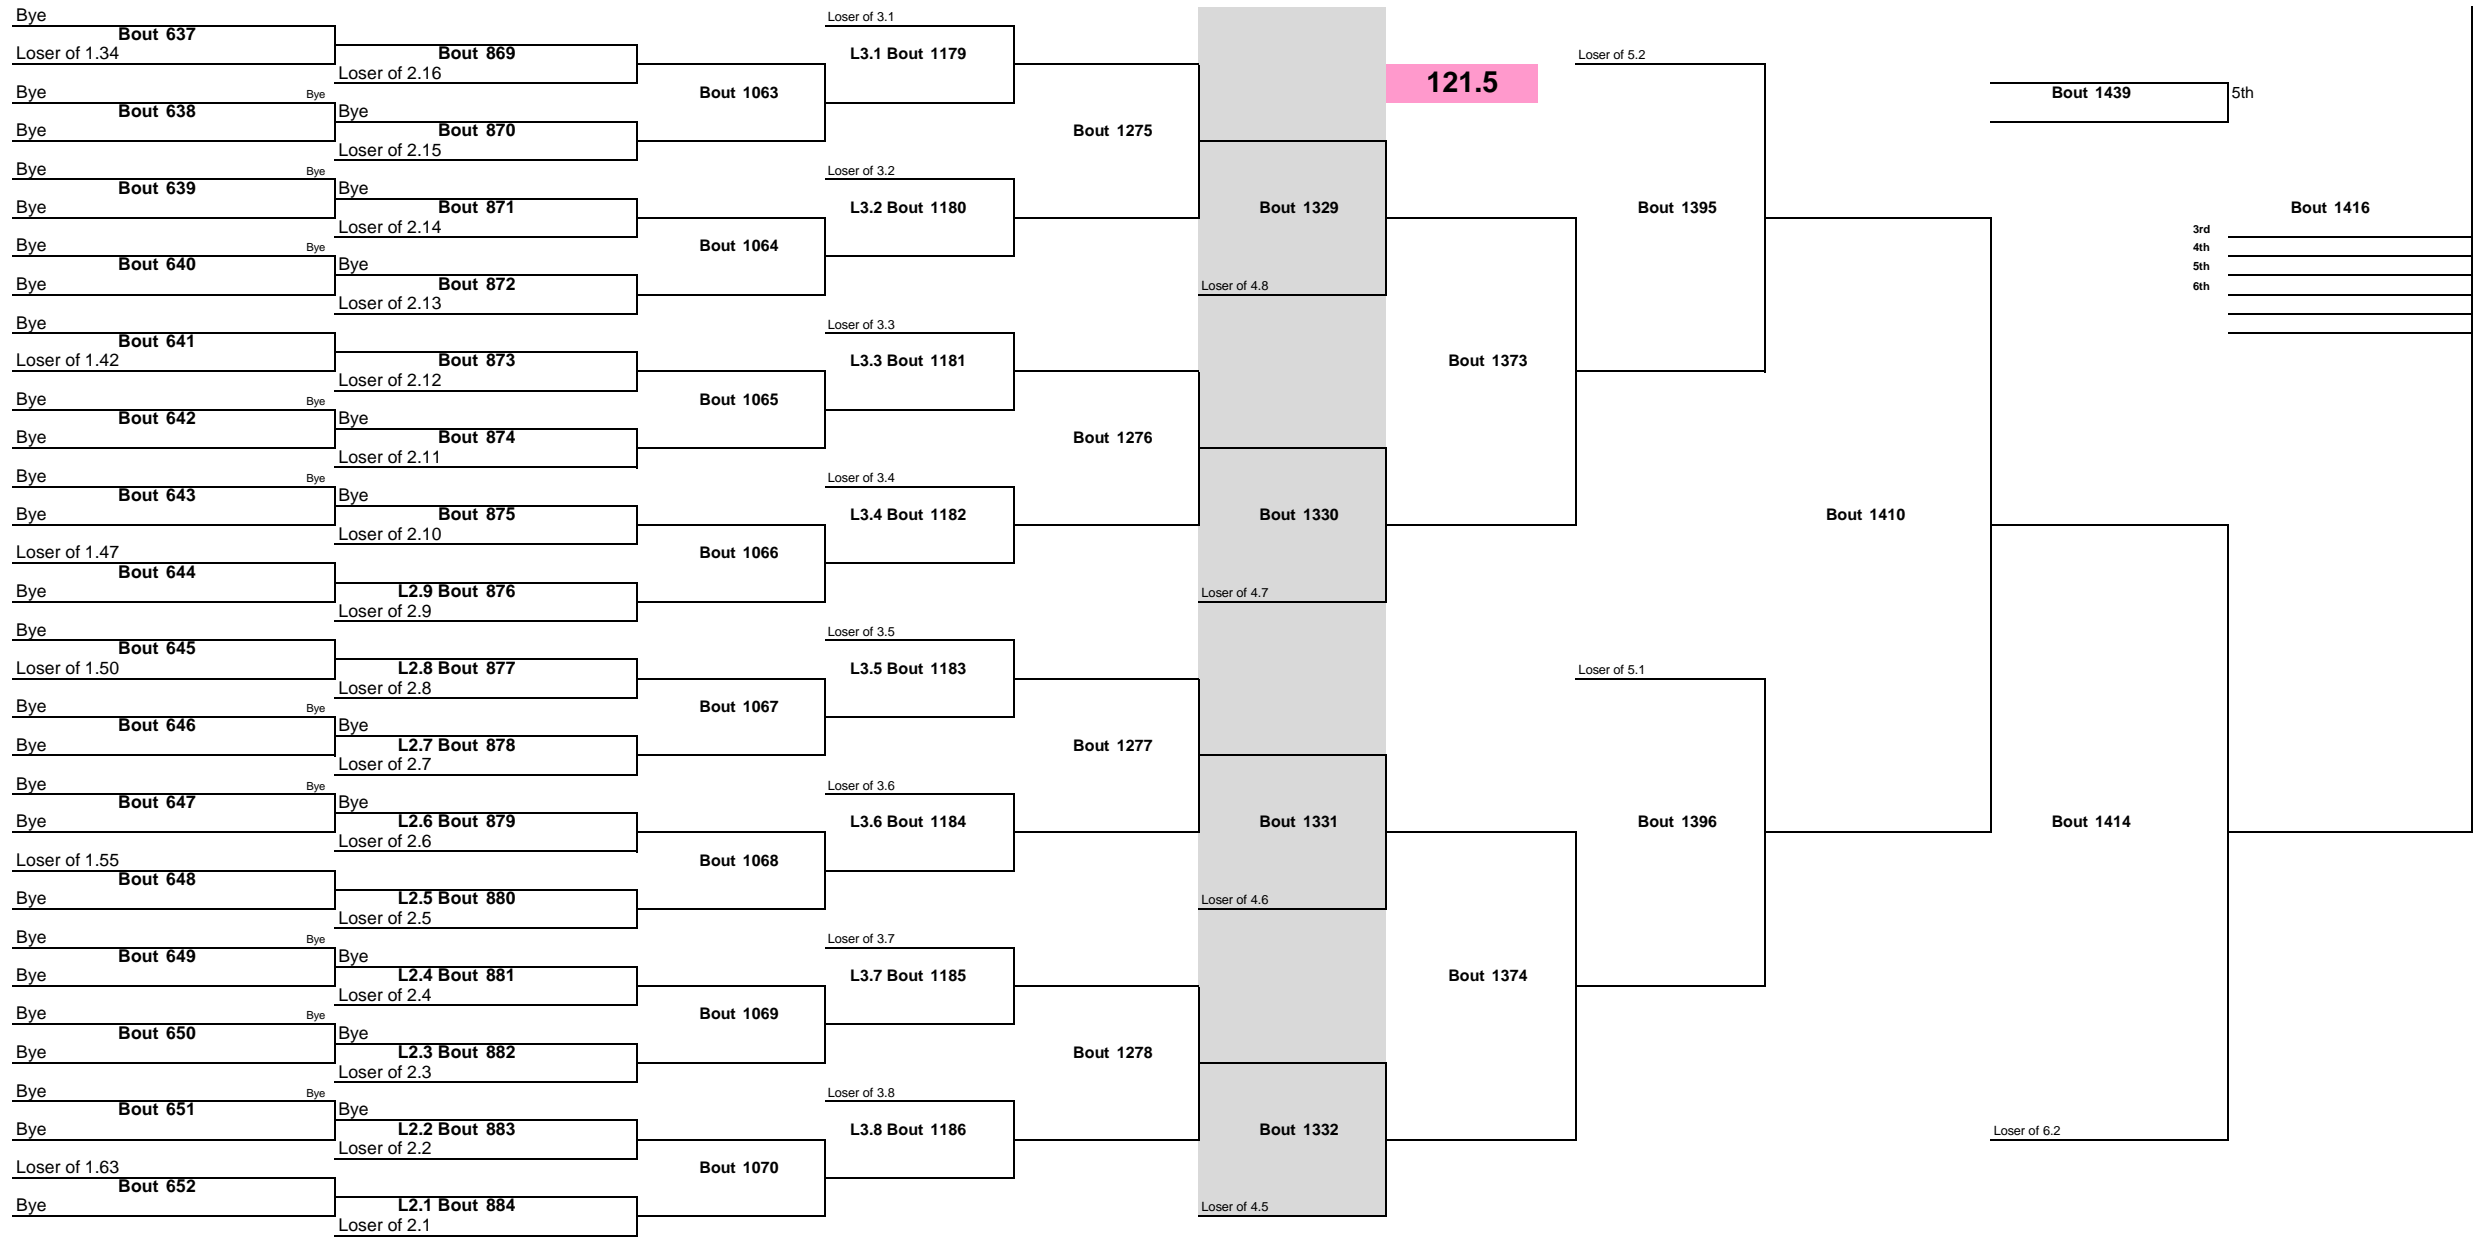 Bye
Bout 637
Loser of 1.34
Bye
Bout 638
Bye
Bye
Bout 639
Bye
Bye
Bout 640
Bye
Bye
Bout 641
Loser of 1.42
Bye
Bout 642
Bye
Bye
Bout 643
Bye
Loser of 1.47
Bout 644
Bye
Bye
Bout 645
Loser of 1.50
Bye
Bout 646
Bye
Bye
Bout 647
Bye
Loser of 1.55
Bout 648
Bye
Bye
Bout 649
Bye
Bye
Bout 650
Bye
Bye
Bout 651
Bye
Loser of 1.63
Bout 652
Bye
Bout 869
Loser of 2.16
Bye
Bye
Bout 870
Loser of 2.15
Bye
Bye
Bout 871
Loser of 2.14
Bye
Bye
Bout 872
Loser of 2.13
Bout 873
Loser of 2.12
Bye
Bye
Bout 874
Loser of 2.11
Bye
Bye
Bout 875
Loser of 2.10
L2.9 Bout 876
Loser of 2.9
L2.8 Bout 877
Loser of 2.8
Bye
Bye
L2.7 Bout 878
Loser of 2.7
Bye
Bye
L2.6 Bout 879
Loser of 2.6
L2.5 Bout 880
Loser of 2.5
Bye
Bye
L2.4 Bout 881
Loser of 2.4
Bye
Bye
L2.3 Bout 882
Loser of 2.3
Bye
Bye
L2.2 Bout 883
Loser of 2.2
L2.1 Bout 884
Loser of 2.1
Bout 1063
Bout 1064
Bout 1065
Bout 1066
Bout 1067
Bout 1068
Bout 1069
Bout 1070
Loser of 3.1
L3.1 Bout 1179
Loser of 3.2
L3.2 Bout 1180
Loser of 3.3
L3.3 Bout 1181
Loser of 3.4
L3.4 Bout 1182
Loser of 3.5
L3.5 Bout 1183
Loser of 3.6
L3.6 Bout 1184
Loser of 3.7
L3.7 Bout 1185
Loser of 3.8
L3.8 Bout 1186
Bout 1275
Bout 1276
Bout 1277
Bout 1278
Bout 1329
Loser of 4.8
Bout 1330
Loser of 4.7
Bout 1331
Loser of 4.6
Bout 1332
Loser of 4.5
121.5
Bout 1373
Bout 1374
Loser of 5.2
Bout 1395
Loser of 5.1
Bout 1396
Bout 1410
Bout 1439
5th
Bout 1414
Loser of 6.2
Bout 1416
3rd
4th
5th
6th